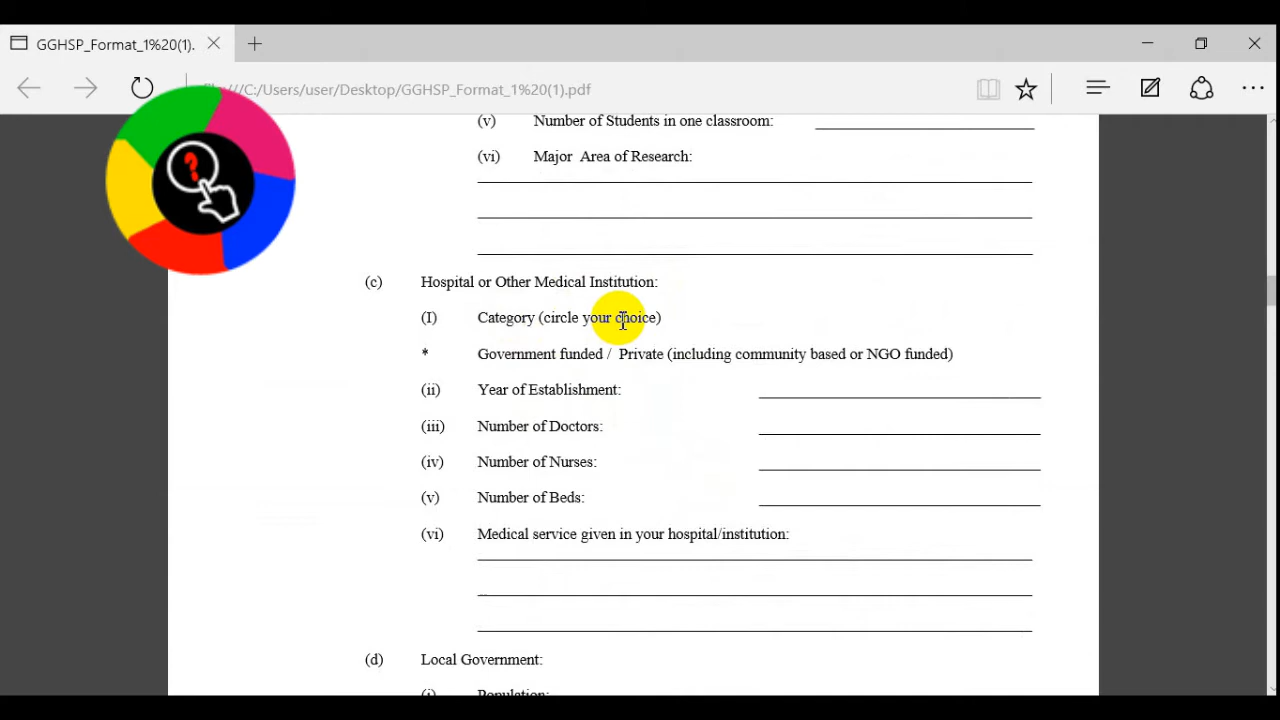 GGHSP_Format_1%20(1).
/C:/Users/user/Desktop/GGHSP_Format_1%20(1).pdf
(v) Number of Students in one classroom:
(vi) Major Area of Research:
(c) Hospital or Other Medical Institution:
(I) Category (circle your choice)
* Government funded / Private (including community based or NGO funded)
(ii) Year of Establishment:
(iii) Number of Doctors:
(iv) Number of Nurses:
(v) Number of Beds:
(vi) Medical service given in your hospital/institution:
(d) Local Government:
(i) Population: